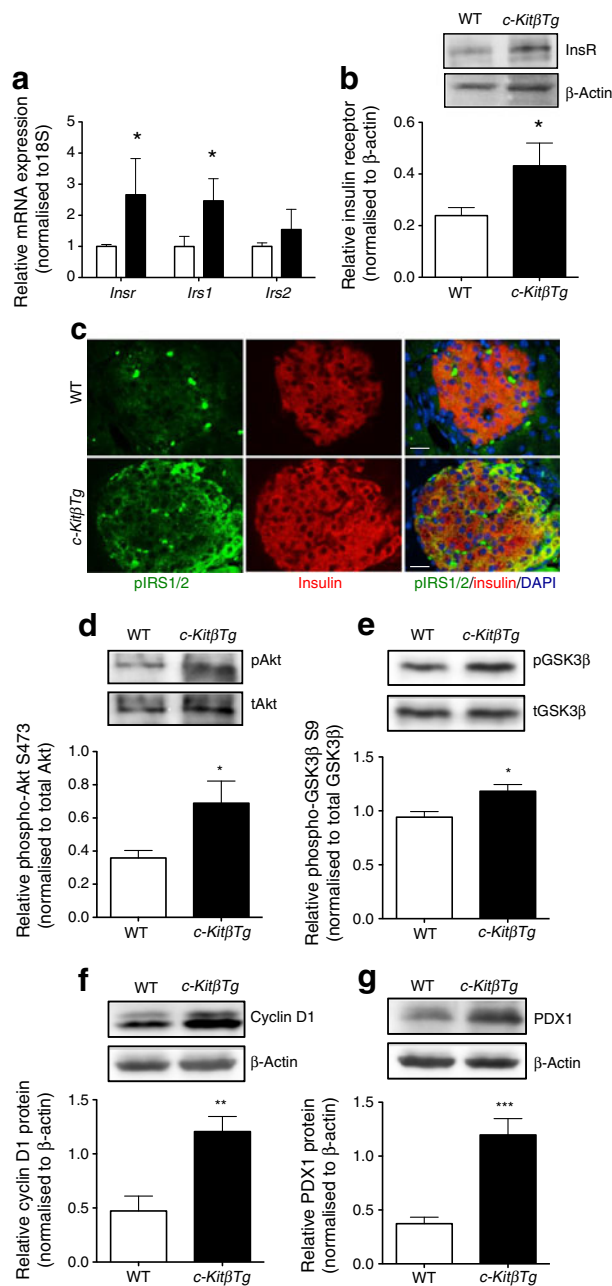 WT c-KitβTg
InsR
β-Actin
a
Relative mRNA expression
(normalised to18S)
5
4
3
2
1
0
*
*
Insr Irs1 Irs2
b
Relative insulin receptor
(normalised to β-actin)
0.6
0.4
0.2
0.0
*
WT c-KitβTg
c
WT
c-KitβTg
pIRS1/2 Insulin pIRS1/2/insulin/DAPI
d
WT c-KitβTg
pAkt
tAkt
Relative phospho-Akt S473
(normalised to total Akt)
1.0
0.8
0.6
0.4
0.2
0.0
*
WT c-KitβTg
e
WT c-KitβTg
pGSK3β
tGSK3β
Relative phospho-GSK3β S9
(normalised to total GSK3β)
1.5
1.0
0.5
0.0
*
WT c-KitβTg
f
WT c-KitβTg
Cyclin D1
β-Actin
Relative cyclin D1 protein
(normalised to β-actin)
1.5
1.0
0.5
0.0
**
WT c-KitβTg
g
WT c-KitβTg
PDX1
β-Actin
Relative PDX1 protein
(normalised to β-actin)
1.5
1.0
0.5
0.0
***
WT c-KitβTg